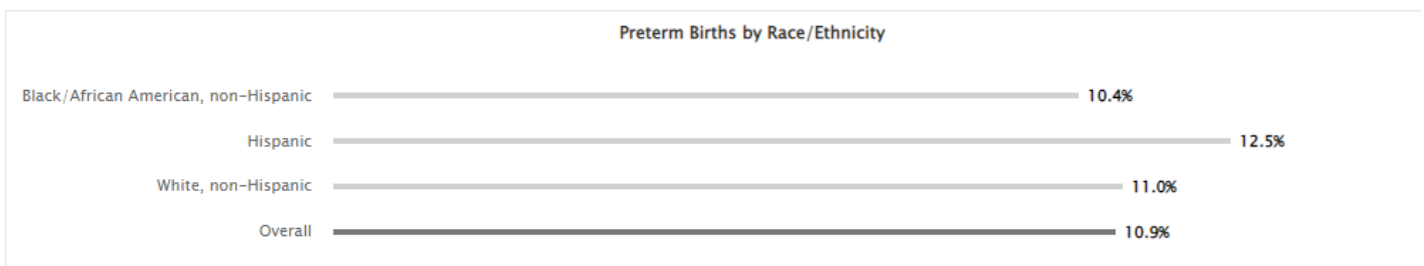 Preterm Births by Race/Ethnicity
Black/African American, non-Hispanic 10.4%
Hispanic 12.5%
White, non-Hispanic 11.0%
Overall 10.9%